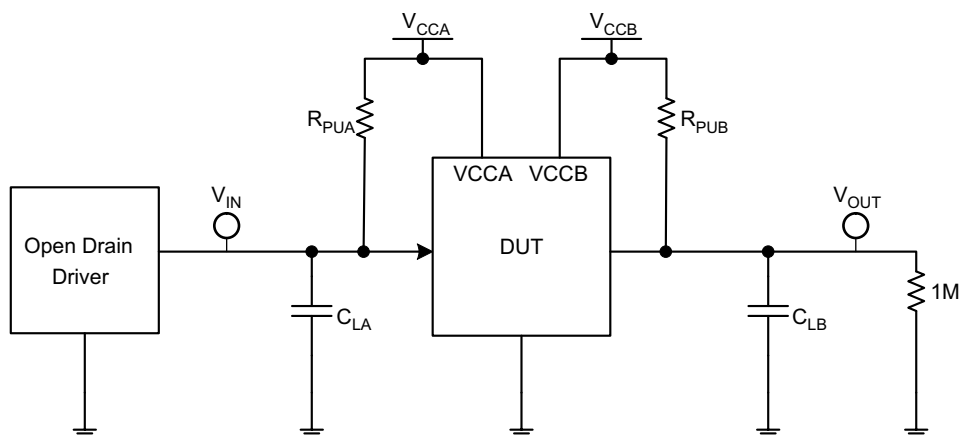 V_CCA
V_CCB
R_PUA
R_PUB
VCCA
VCCB
V_IN
V_OUT
Open Drain
Driver
DUT
1M
C_LA
C_LB